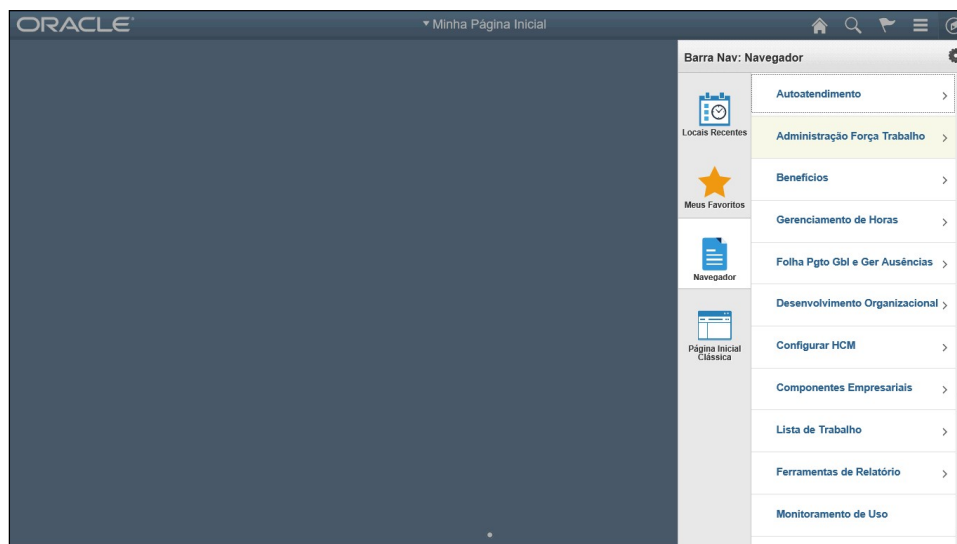 ORACLE
Minha Página Inicial
Barra Nav: Navegador
Locais Recentes
Meus Favoritos
Navegador
Página Inicial
Clássica
Autoatendimento
Administração Força Trabalho
Benefícios
Gerenciamento de Horas
Folha Pgto Gbl e Ger Ausências
Desenvolvimento Organizacional
Configurar HCM
Componentes Empresariais
Lista de Trabalho
Ferramentas de Relatório
Monitoramento de Uso